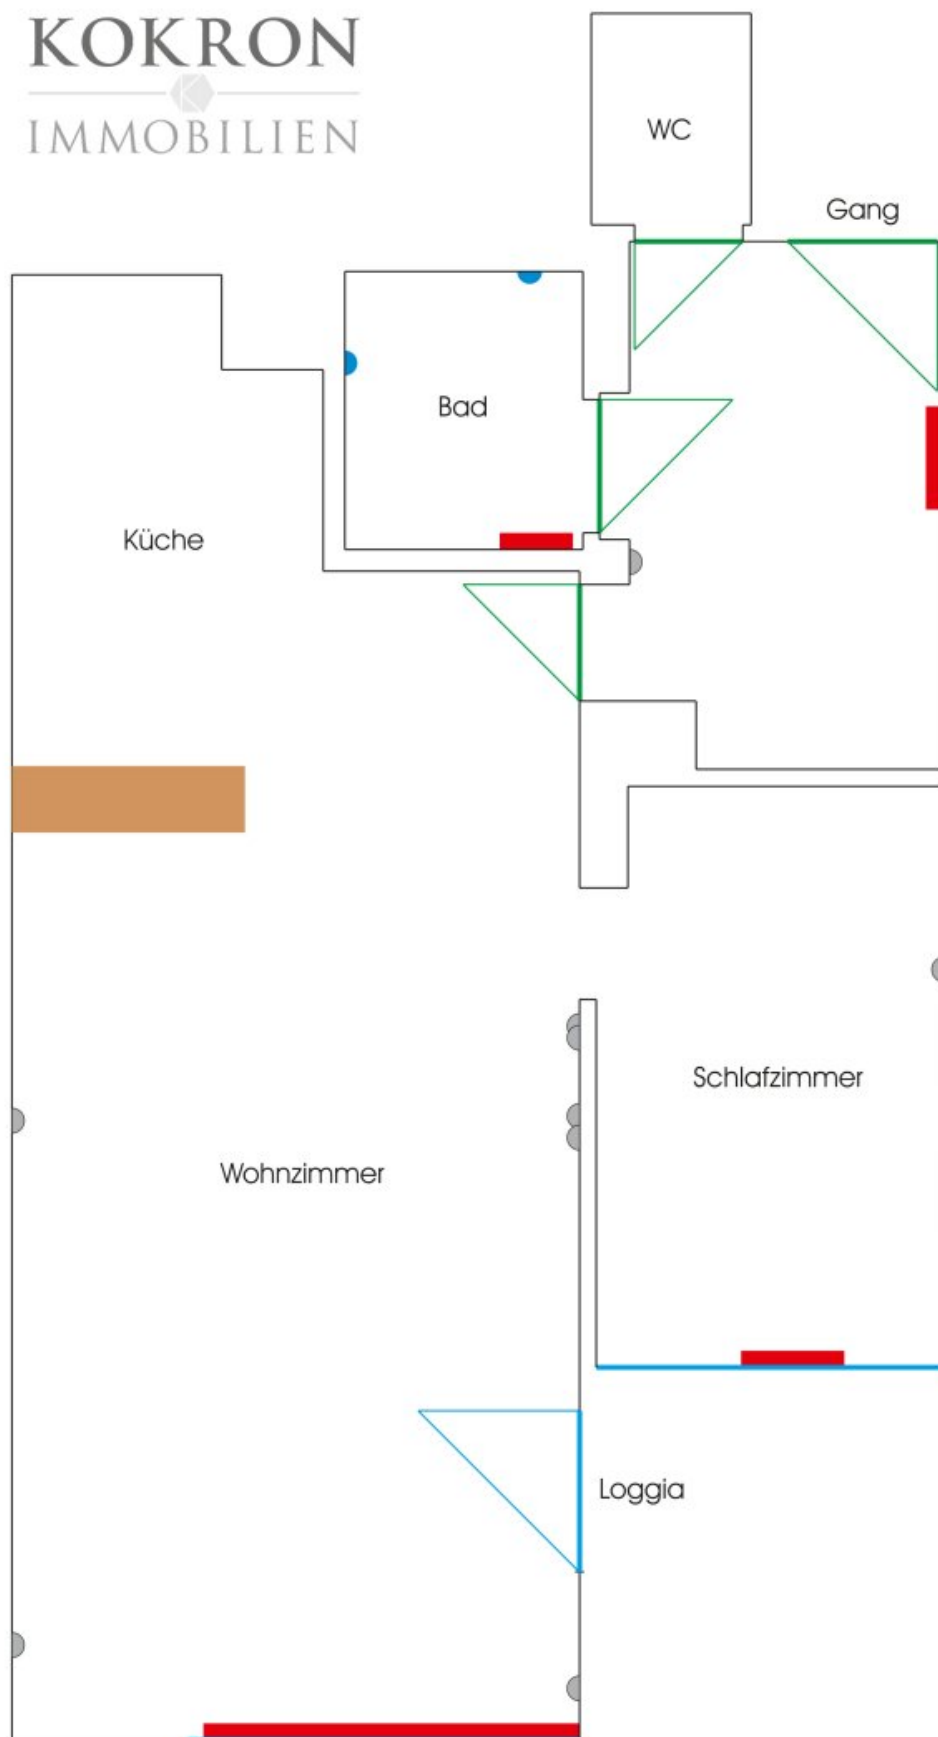 KOKRON
IMMOBILIEN
WC
Gang
Bad
Küche
Schlafzimmer
Wohnzimmer
Loggia